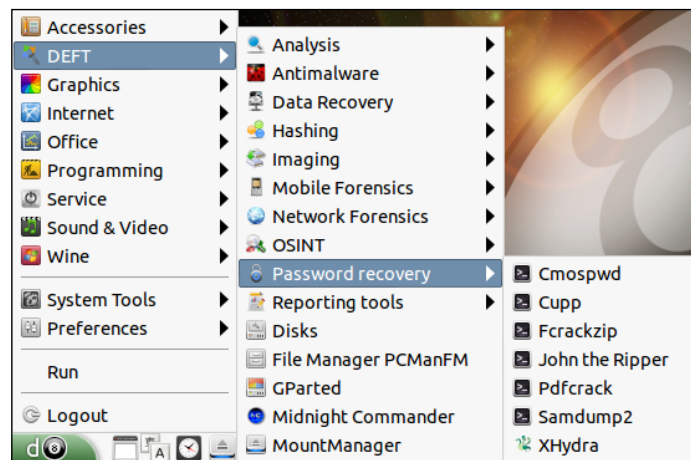 Accessories
DEFT
Graphics
Internet
Office
Programming
Service
Sound & Video
Wine
System Tools
Preferences
Run
Logout
d8
A
Analysis
Antimalware
Data Recovery
Hashing
Imaging
Mobile Forensics
Network Forensics
OSINT
Password recovery
Reporting tools
Disks
File Manager PCManFM
GParted
Midnight Commander
MountManager
Cmospwd
Cupp
Fcrackzip
John the Ripper
Pdfcrack
Samdump2
XHydra